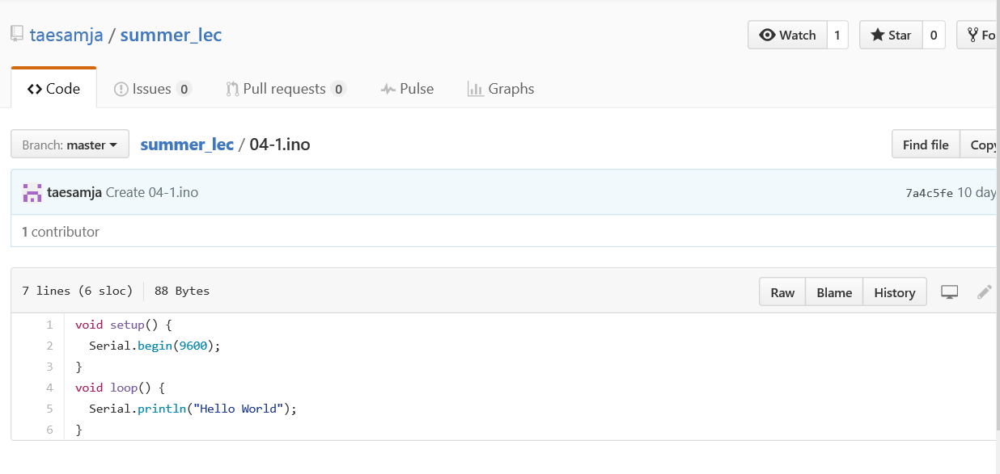 taesamja / summer_lec
Watch 1 Star 0 Fo
Code Issues 0 Pull requests 0 Pulse Graphs
Branch: master summer_lec / 04-1.ino Find file Copy
taesamja Create 04-1.ino 7a4c5fe 10 day
1 contributor
7 lines (6 sloc) 88 Bytes Raw Blame History
1 void setup() {
2 Serial.begin(9600);
3 }
4 void loop() {
5 Serial.println("Hello World");
6 }